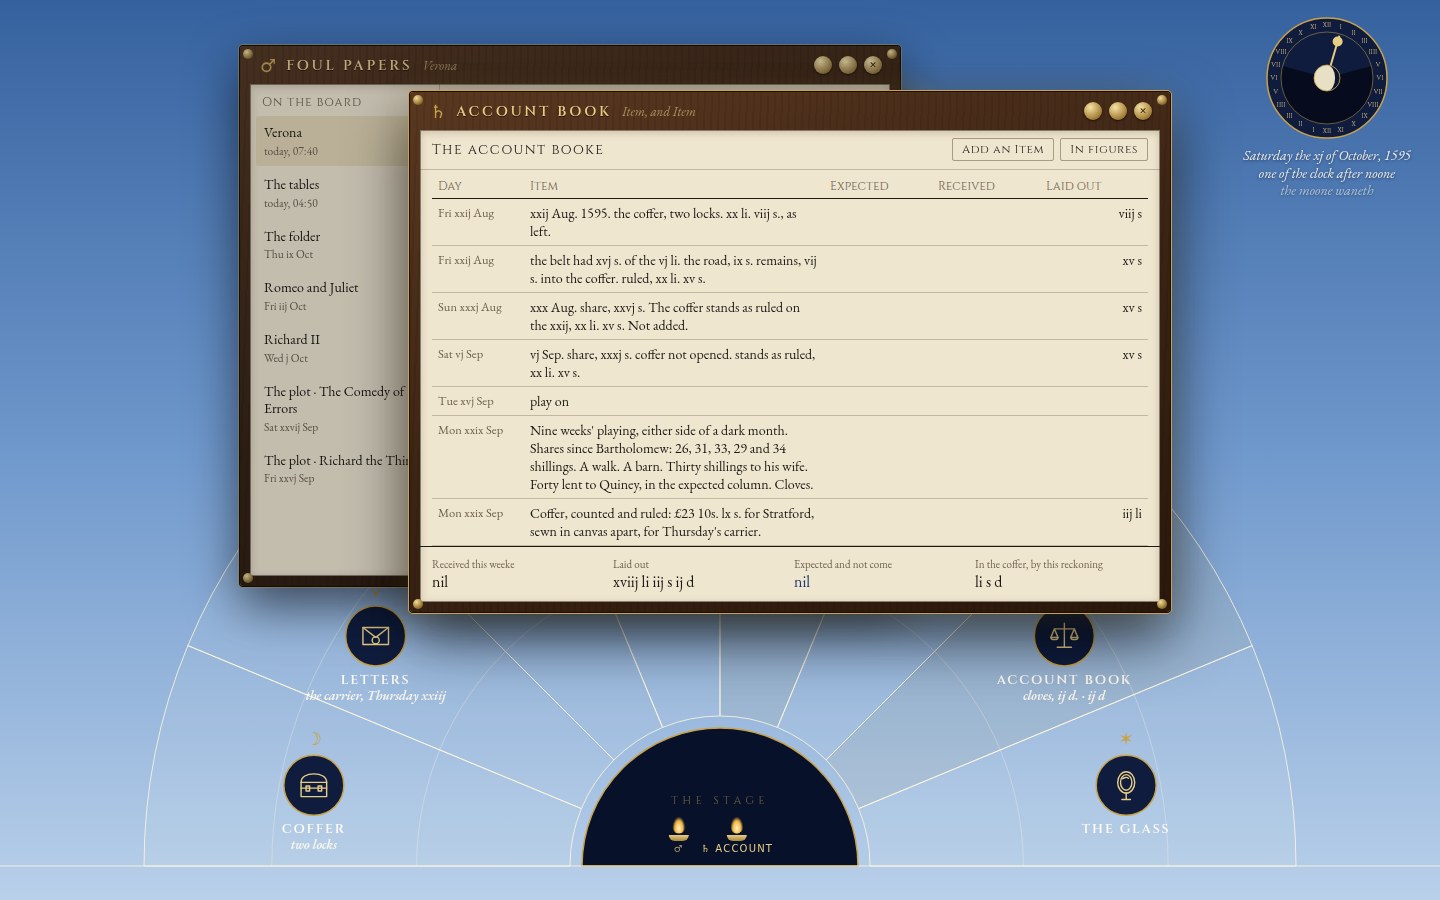 FOUL PAPERS Verona
ON THE BOARD
Verona
today, 07:40
The tables
today, 04:50
The folder
Thu ix Oct
Romeo and Juliet
Fri iij Oct
Richard II
Wed j Oct
The plot · The Comedy of
Errors
Sat xxvij Sep
The plot · Richard the Thir
Fri xxvj Sep
ACCOUNT BOOK Item, and Item
THE ACCOUNT BOOKE
ADD AN ITEM
IN FIGURES
DAY ITEM EXPECTED RECEIVED LAID OUT
Fri xxij Aug xxij Aug. 1595. the coffer, two locks. xx li. viij s., as viij s
left.
Fri xxij Aug the belt had xvj s. of the vj li. the road, ix s. remains, vij xv s
s. into the coffer. ruled, xx li. xv s.
Sun xxxj Aug xxx Aug. share, xxvj s. The coffer stands as ruled on xv s
the xxij, xx li. xv s. Not added.
Sat vj Sep vj Sep. share, xxxj s. coffer not opened. stands as ruled, xv s
xx li. xv s.
Tue xvj Sep play on
Mon xxix Sep Nine weeks' playing, either side of a dark month.
Shares since Bartholomew: 26, 31, 33, 29 and 34
shillings. A walk. A barn. Thirty shillings to his wife.
Forty lent to Quiney, in the expected column. Cloves.
Mon xxix Sep Coffer, counted and ruled: £23 10s. lx s. for Stratford, iij li
sewn in canvas apart, for Thursday's carrier.
Received this weeke Laid out Expected and not come In the coffer, by this reckoning
nil xviij li iij s ij d nil li s d
Saturday the xj of October, 1595
one of the clock after noone
the moone waneth
LETTERS
the carrier, Thursday xxiij
COFFER
two locks
ACCOUNT BOOK
cloves, ij d. · ij d
THE GLASS
THE STAGE
♂ ♄ ACCOUNT